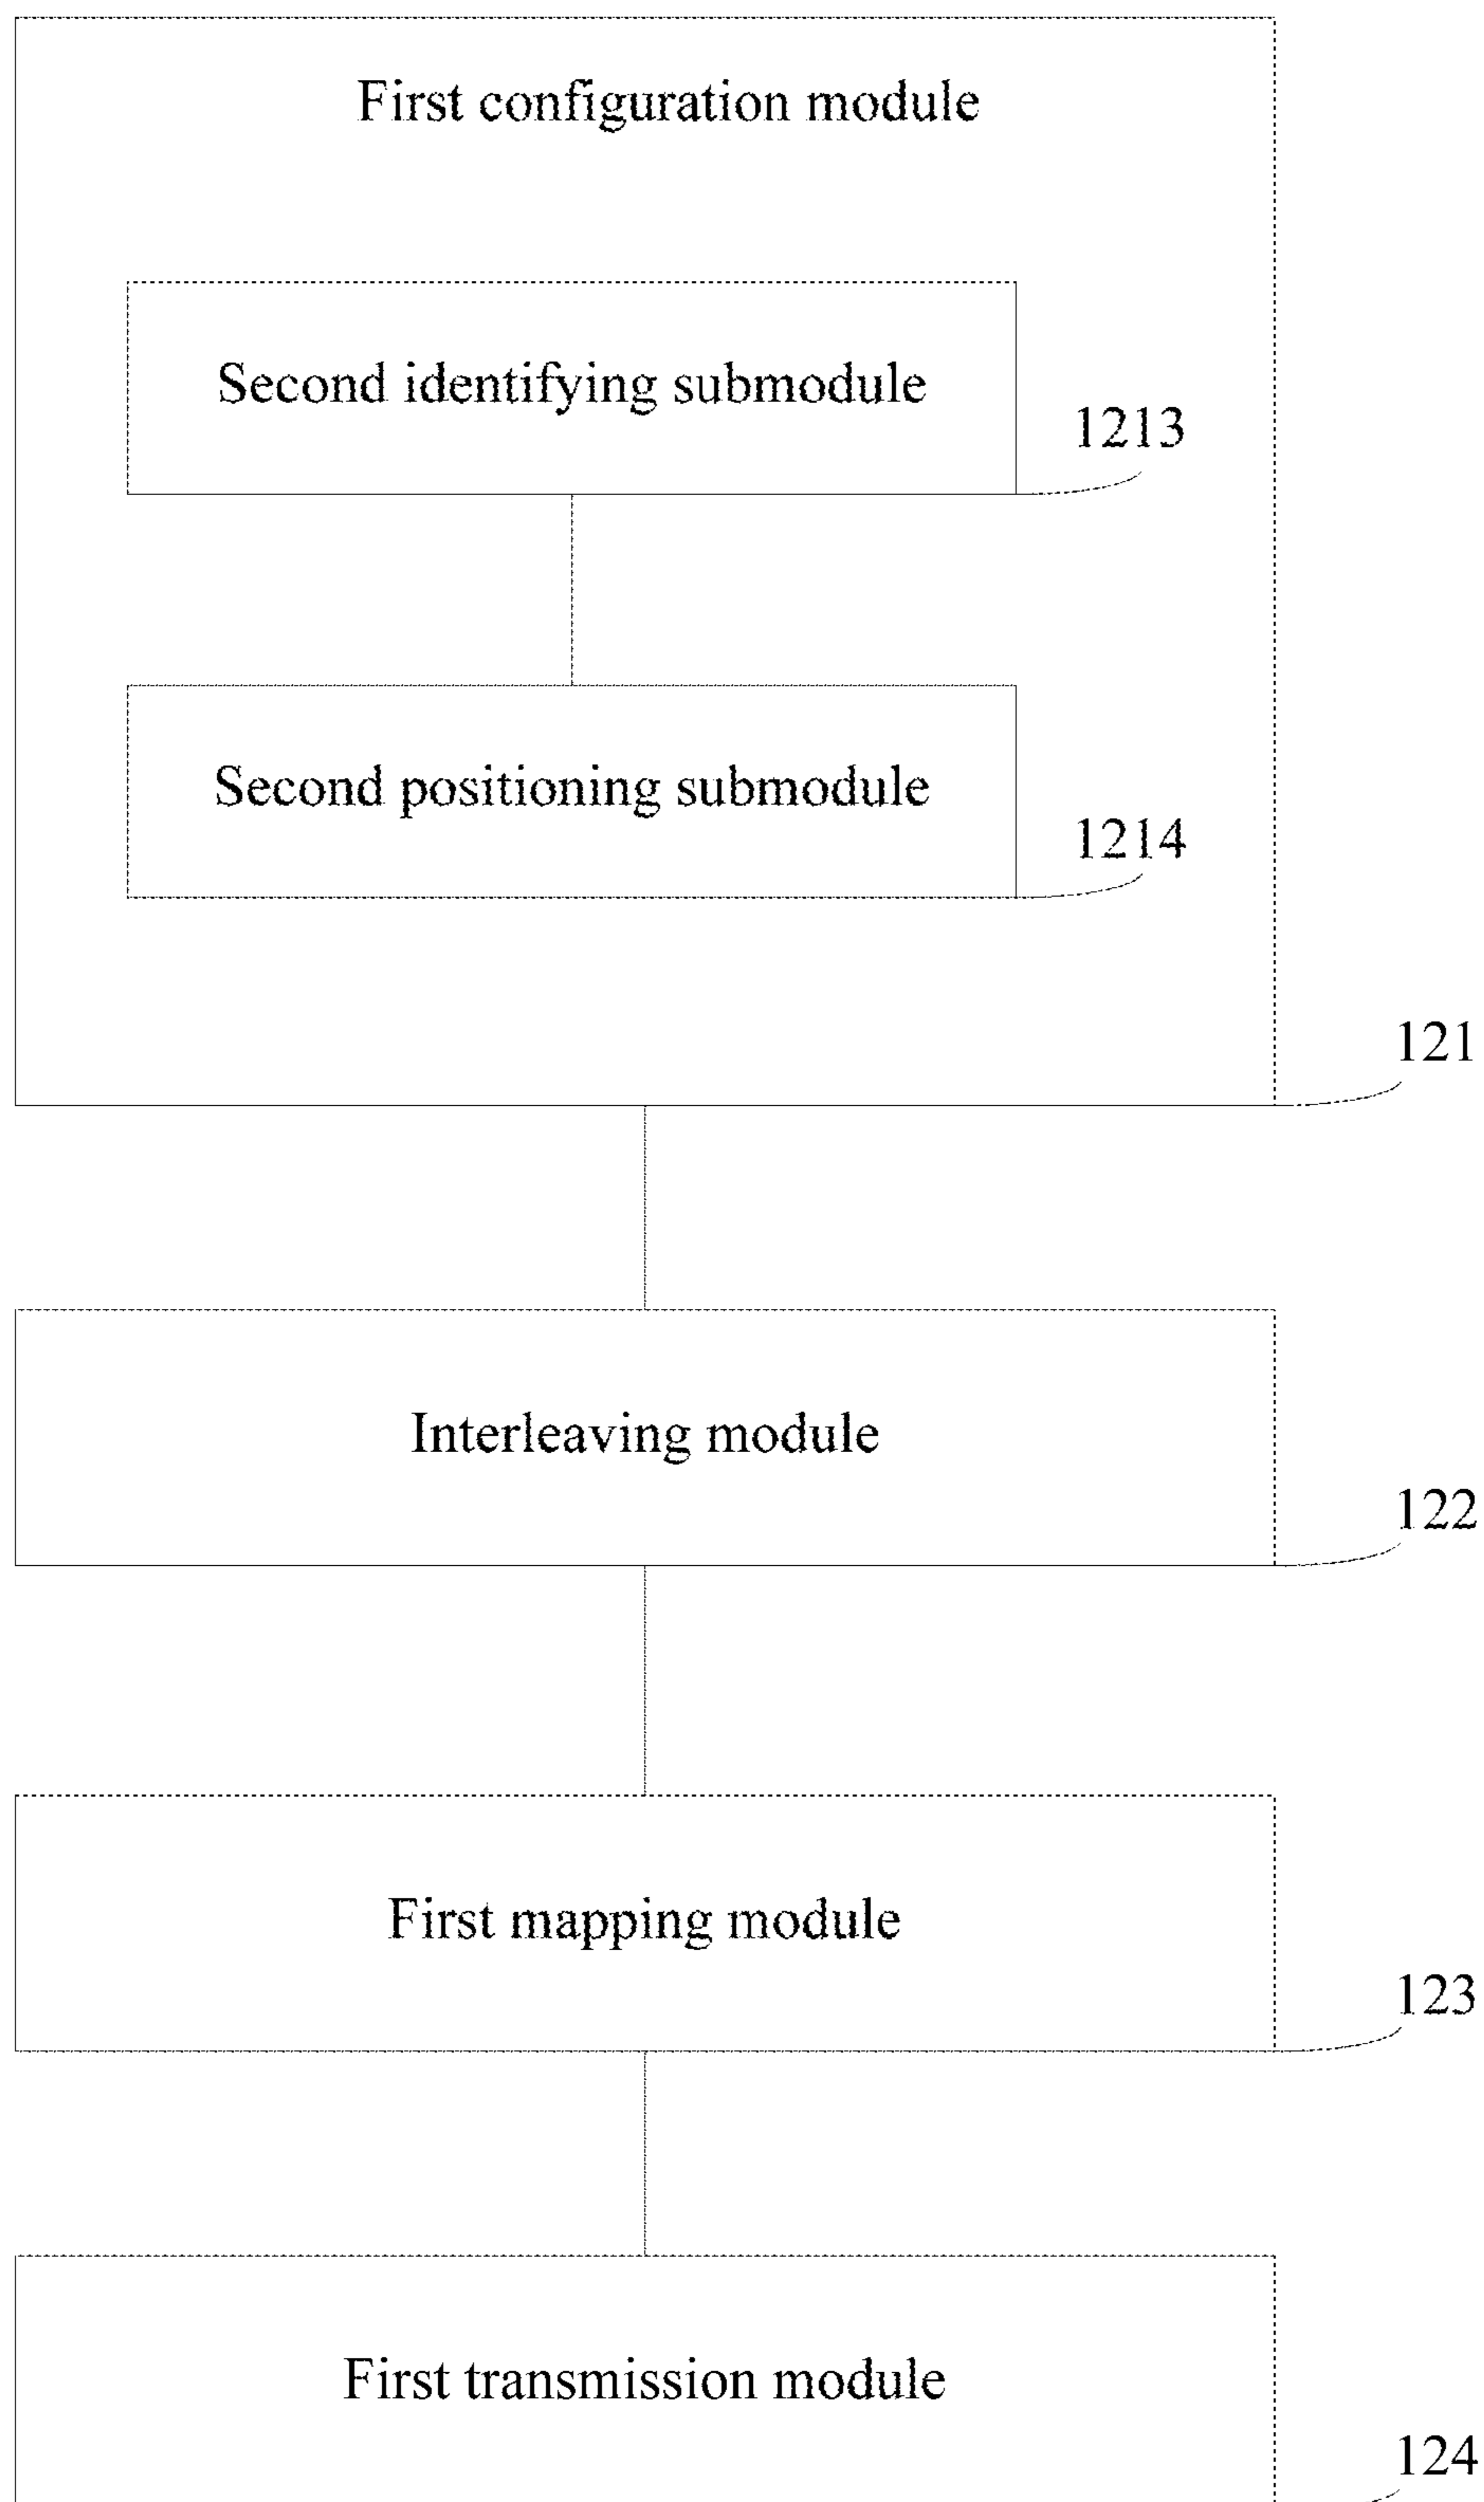 First configuration module
Second identifying submodule
1213
Second positioning submodule
1214
121
Interleaving module
122
First mapping module
123
First transmission module
124